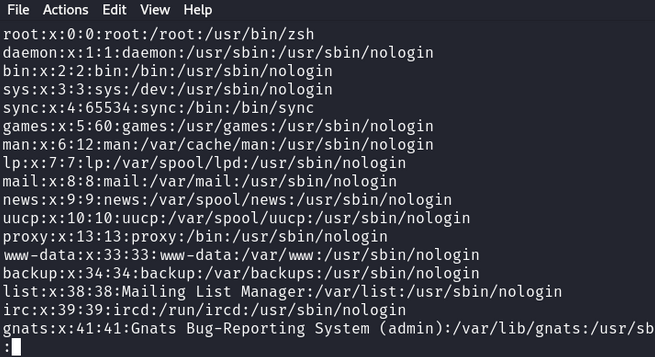 File Actions Edit View Help
root:x:0:0:root:/root:/usr/bin/zsh
daemon:x:1:1:daemon:/usr/sbin:/usr/sbin/nologin
bin:x:2:2:bin:/bin:/usr/sbin/nologin
sys:x:3:3:sys:/dev:/usr/sbin/nologin
sync:x:4:65534:sync:/bin:/bin/sync
games:x:5:60:games:/usr/games:/usr/sbin/nologin
man:x:6:12:man:/var/cache/man:/usr/sbin/nologin
lp:x:7:7:lp:/var/spool/lpd:/usr/sbin/nologin
mail:x:8:8:mail:/var/mail:/usr/sbin/nologin
news:x:9:9:news:/var/spool/news:/usr/sbin/nologin
uucp:x:10:10:uucp:/var/spool/uucp:/usr/sbin/nologin
proxy:x:13:13:proxy:/bin:/usr/sbin/nologin
www-data:x:33:33:www-data:/var/www:/usr/sbin/nologin
backup:x:34:34:backup:/var/backups:/usr/sbin/nologin
list:x:38:38:Mailing List Manager:/var/list:/usr/sbin/nologin
irc:x:39:39:ircd:/run/ircd:/usr/sbin/nologin
gnats:x:41:41:Gnats Bug-Reporting System (admin):/var/lib/gnats:/usr/sb
: